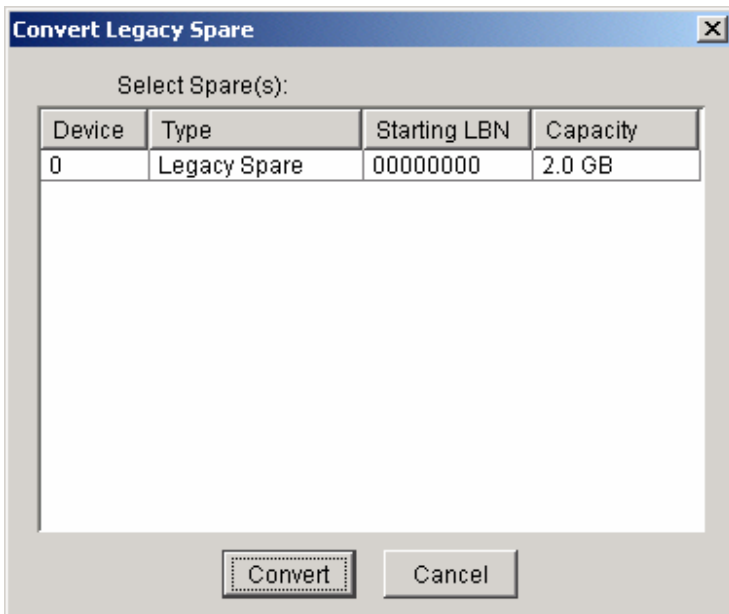 Convert Legacy Spare
Select Spare(s):
Device Type Starting LBN Capacity
0 Legacy Spare 00000000 2.0 GB
Convert Cancel